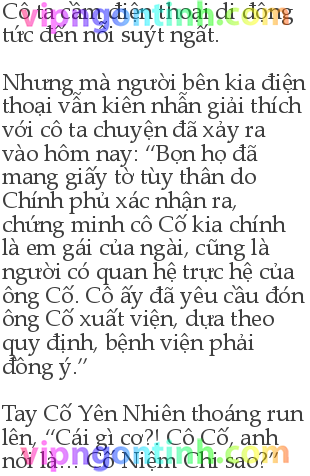 Cô ta cầm điện thoại di động
tức đến nỗi suýt ngất.
Nhưng mà người bên kia điện
thoại vẫn kiên nhẫn giải thích
với cô ta chuyện đã xảy ra
vào hôm nay: “Bọn họ đã
mang giấy tờ tùy thân do
Chính phủ xác nhận ra,
chứng minh cô Cố kia chính
là em gái của ngài, cũng là
người có quan hệ trực hệ của
ông Cố. Cô ấy đã yêu cầu đón
ông Cố xuất viện, dựa theo
quy định, bệnh viện phải
đồng ý.”
Tay Cố Yên Nhiên thoáng run
lên, “Cái gì cơ?! Cô Cố, anh
nói là… Cố Niệm Chi sao?”
vipngontinh.com
vipngontinh.com